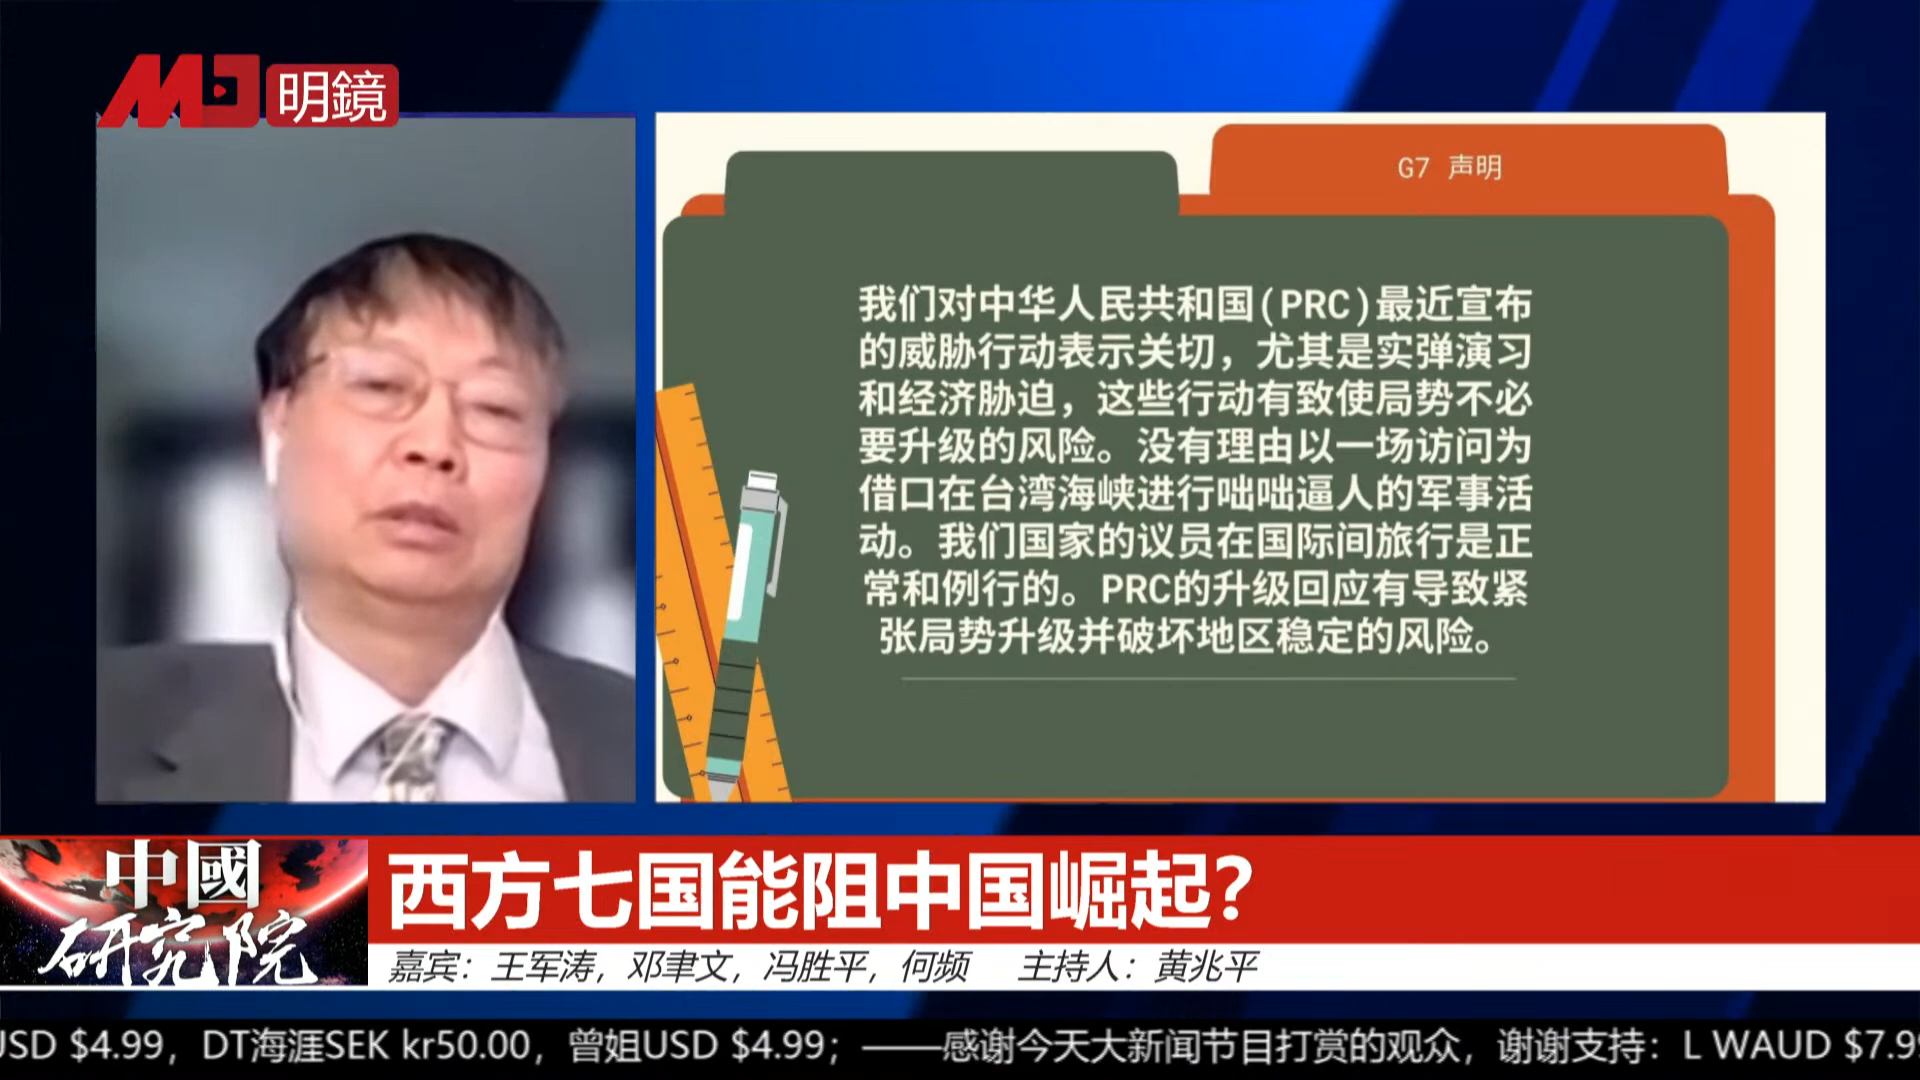 明鏡
G7 声明
我们对中华人民共和国(PRC)最近宣布
的威胁行动表示关切，尤其是实弹演习
和经济胁迫，这些行动有致使局势不必
要升级的风险。没有理由以一场访问为
借口在台湾海峡进行咄咄逼人的军事活
动。我们国家的议员在国际间旅行是正
常和例行的。PRC的升级回应有导致紧
张局势升级并破坏地区稳定的风险。
中國
研究院
西方七国能阻中国崛起？
嘉宾：王军涛，邓聿文，冯胜平，何频 主持人：黄兆平
USD $4.99，DT海涯SEK kr50.00，曾姐USD $4.99；——感谢今天大新闻节目打赏的观众，谢谢支持：L WAUD $7.99